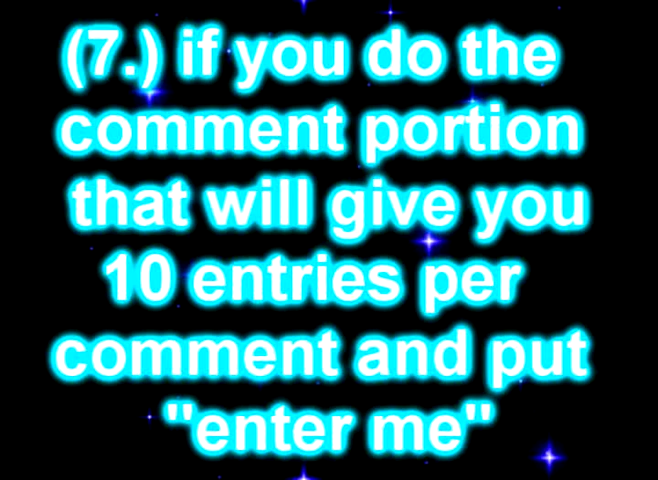 (7.) if you do the
comment portion
that will give you
10 entries per
comment and put
"enter me"